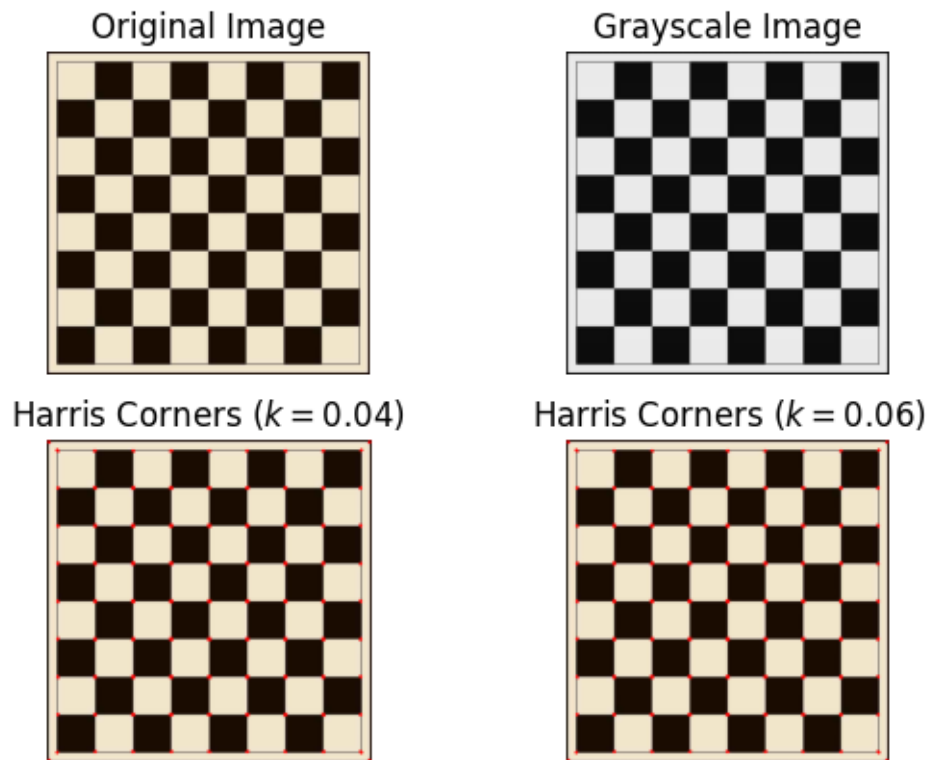 Original Image
Grayscale Image
Harris Corners (k = 0.04)
Harris Corners (k = 0.06)